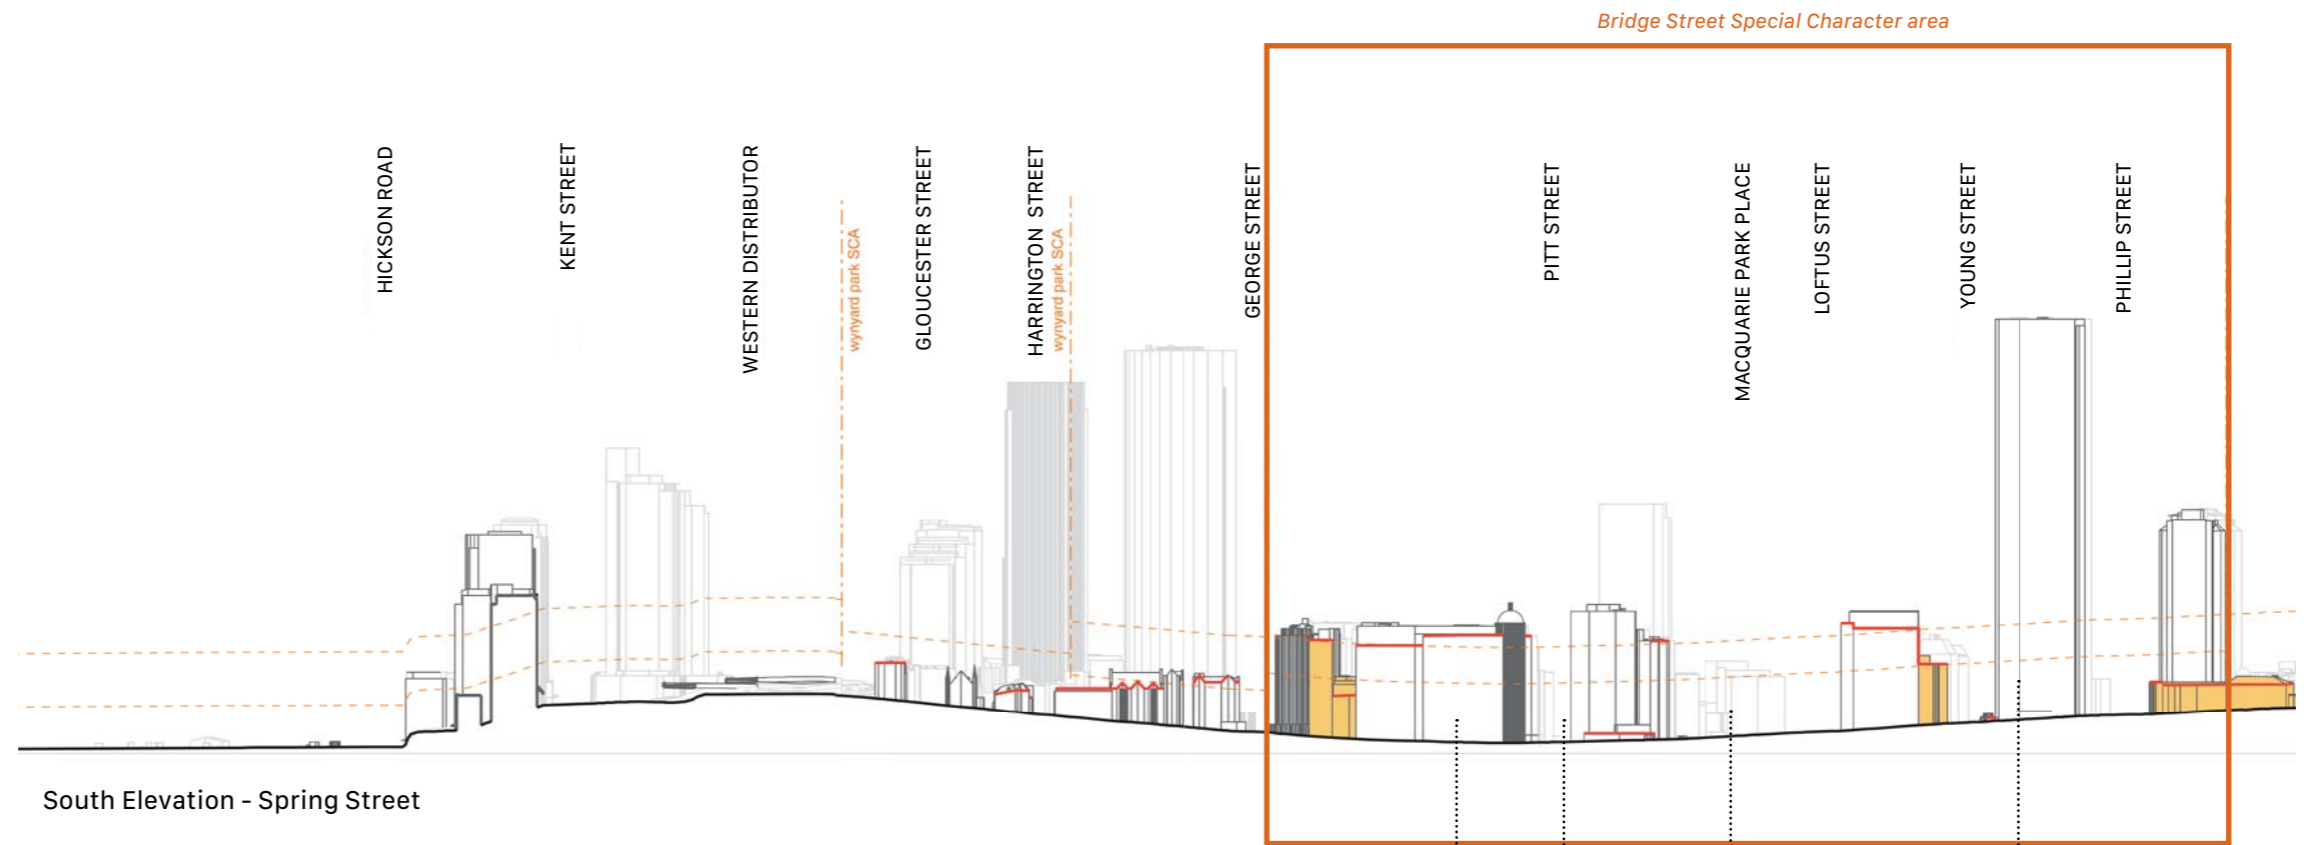 Bridge Street Special Character area
HICKSON ROAD
KENT STREET
WESTERN DISTRIBUTOR
wynyard park SCA
GLOUCESTER STREET
HARRINGTON STREET
wynyard park SCA
GEORGE STREET
PITT STREET
MACQUARIE PARK PLACE
LOFTUS STREET
YOUNG STREET
PHILLIP STREET
South Elevation - Spring Street